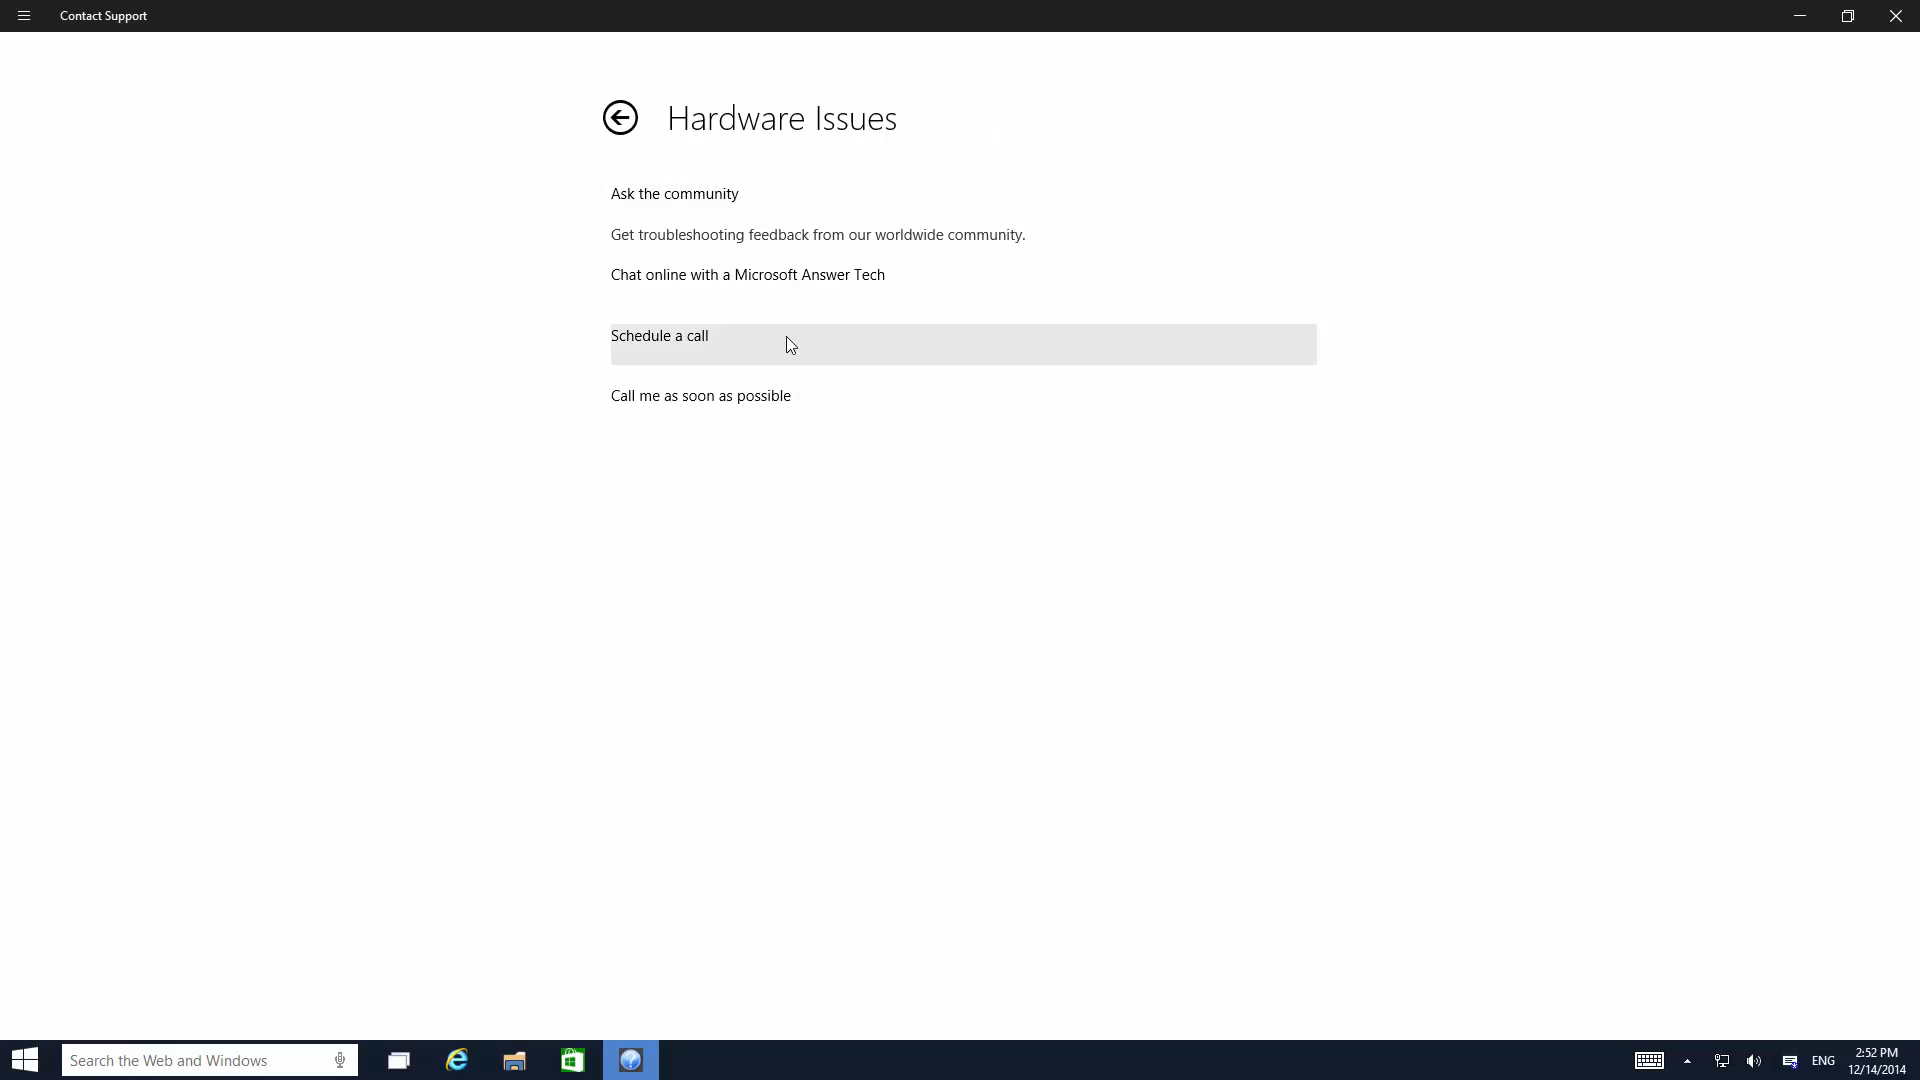 Contact Support
Hardware Issues
Ask the community
Get troubleshooting feedback from our worldwide community.
Chat online with a Microsoft Answer Tech
Schedule a call
Call me as soon as possible
Search the Web and Windows
ENG
2:52 PM
12/14/2014